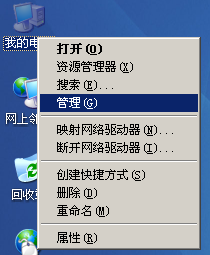 我的电
打开(O)
资源管理器(X)
搜索(E)...
管理(G)
网上邻
映射网络驱动器(N)...
断开网络驱动器(I)...
创建快捷方式(S)
回收
删除(D)
重命名(M)
属性(R)